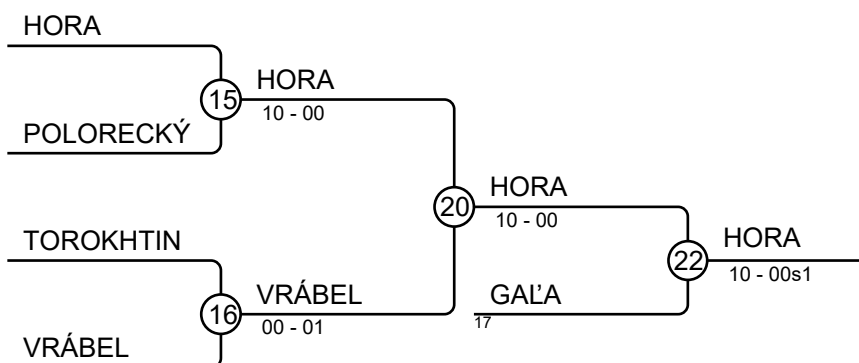 HORA
15
HORA
10 - 00
POLORECKÝ
20
HORA
10 - 00
TOROKHTIN
22
HORA
10 - 00s1
16
VRÁBEL
00 - 01
GAĽA
17
VRÁBEL